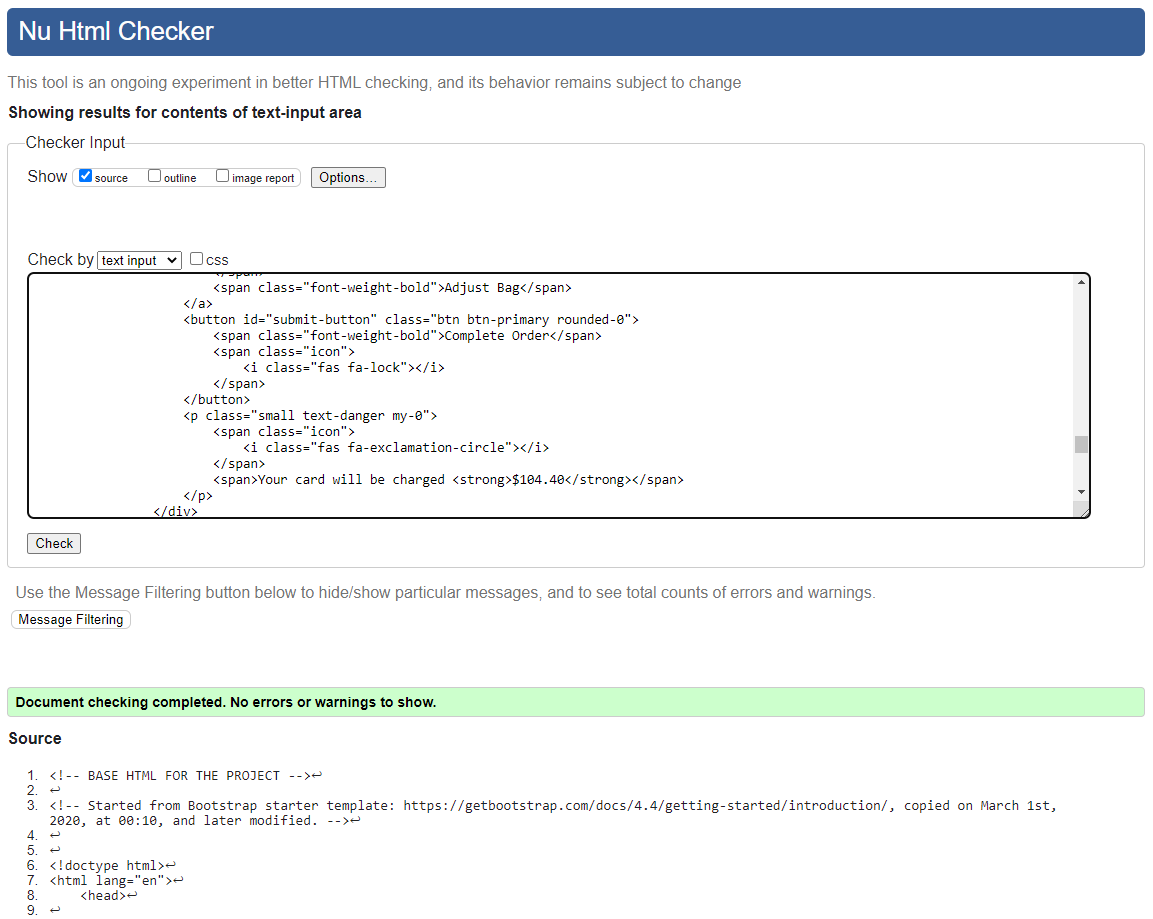 Nu Html Checker
This tool is an ongoing experiment in better HTML checking, and its behavior remains subject to change
Showing results for contents of text-input area
Checker Input
Show source outline image report Options...
Check by text input css
</span>
<span class="font-weight-bold">Adjust Bag</span>
</a>
<button id="submit-button" class="btn btn-primary rounded-0">
<span class="font-weight-bold">Complete Order</span>
<span class="icon">
<i class="fas fa-lock"></i>
</span>
</button>
<p class="small text-danger my-0">
<span class="icon">
<i class="fas fa-exclamation-circle"></i>
</span>
<span>Your card will be charged <strong>$104.40</strong></span>
</p>
</div>
Check
Use the Message Filtering button below to hide/show particular messages, and to see total counts of errors and warnings.
Message Filtering
Document checking completed. No errors or warnings to show.
Source
1. <!-- BASE HTML FOR THE PROJECT -->↩
2. ↩
3. <!-- Started from Bootstrap starter template: https://getbootstrap.com/docs/4.4/getting-started/introduction/, copied on March 1st,
2020, at 00:10, and later modified. -->↩
4. ↩
5. ↩
6. <!doctype html>↩
7. <html lang="en">↩
8. <head>↩
9. ↩